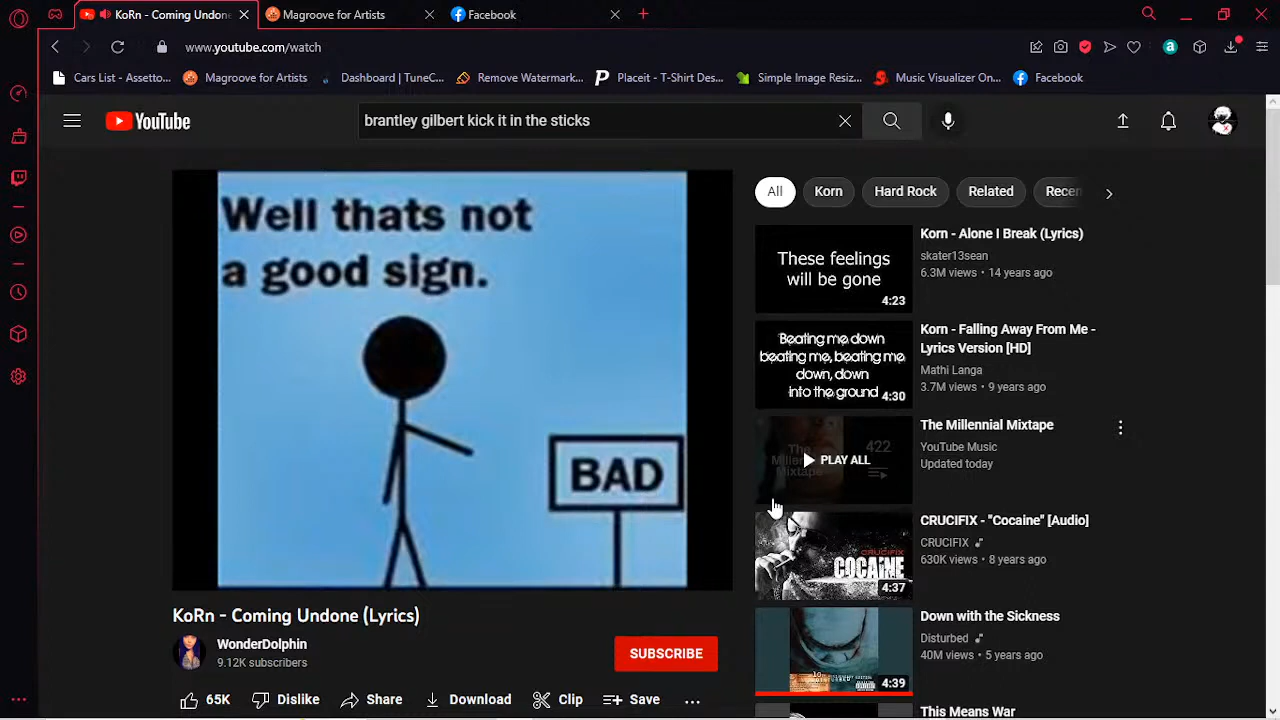 KoRn - Coming Undone
Magroove for Artists
Facebook
www.youtube.com/watch
Cars List - Assetto...
Magroove for Artists
Dashboard | TuneC...
Remove Watermark...
Placeit - T-Shirt Des...
Simple Image Resiz...
Music Visualizer On...
Facebook
YouTube
brantley gilbert kick it in the sticks
Well thats not
a good sign.
BAD
KoRn - Coming Undone (Lyrics)
WonderDolphin
9.12K subscribers
SUBSCRIBE
65K
Dislike
Share
Download
Clip
Save
All
Korn
Hard Rock
Related
Recen
These feelings
will be gone
4:23
Korn - Alone I Break (Lyrics)
skater13sean
6.3M views • 14 years ago
Beating me down
beating me, beating me
down, down
into the ground
4:30
Korn - Falling Away From Me -
Lyrics Version [HD]
Mathi Langa
3.7M views • 9 years ago
422
PLAY ALL
The Millennial Mixtape
YouTube Music
Updated today
CRUCIFIX
COCAINE
4:37
CRUCIFIX - "Cocaine" [Audio]
CRUCIFIX
630K views • 8 years ago
4:39
Down with the Sickness
Disturbed
40M views • 5 years ago
This Means War